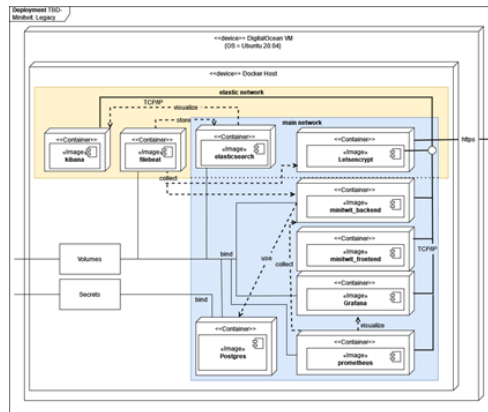 Deployment TBD-
Minitwit. Legacy
<<device>> DigitalOcean VM
(OS = Ubuntu 20.04)
<<device>> Docker Host
elastic network
TCP/IP
visualize
store
main network
https
<<Container>>
«Image»
kibana
<<Container>>
«Image»
filebeat
<<Container>>
«Image»
elasticsearch
<<Container>>
«Image»
Letsencrypt
collect
<<Container>>
«Image»
minitwit_backend
<<Container>>
«Image»
minitwit_frontend
TCP/IP
Volumes
bind
use
collect
<<Container>>
«Image»
Grafana
Secrets
bind
visualize
<<Container>>
«Image»
Postgres
<<Container>>
«Image»
prometheus